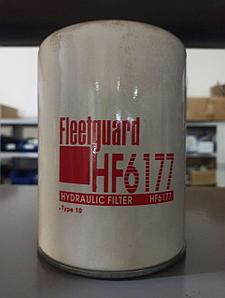 Fleetguard
HF6177
HYDRAULIC FILTER HF6177
Type 10